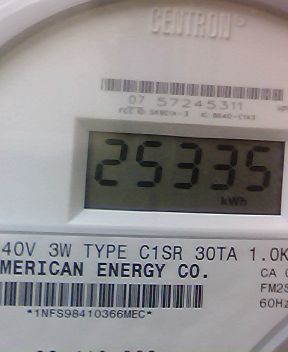 CENTRON®
07 57245311
25335
kWh
40V 3W TYPE C1SR 30TA 1.0K
MERICAN ENERGY CO.
CA
FM2S
60Hz
*1NFS98410366MEC*